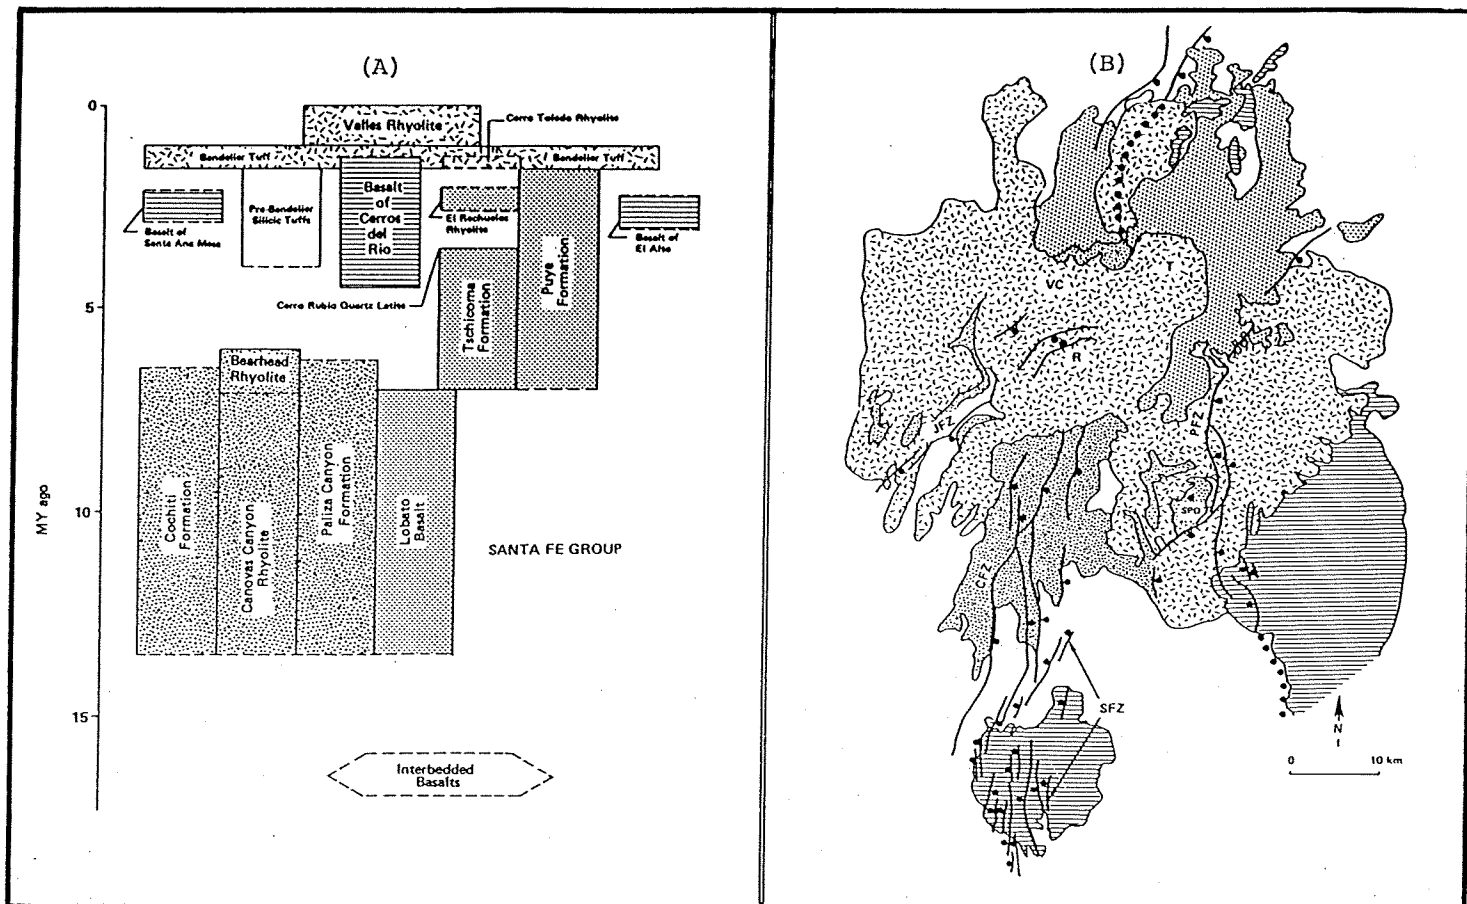 (A)
0
5
10
15
MY ago
Valles Rhyolite
Cerro Toledo Rhyolite
Bandelier Tuff
Bandelier Tuff
Basalt of
Santa Ana Mesa
Pre-Bandelier
Silicic Tuffs
Basalt
of
Cerros
del
Rio
El Rechuelos
Rhyolite
Basalt of
El Alto
Cerro Rubio Quartz Latite
Tschicoma
Formation
Puye
Formation
Bearhead
Rhyolite
Cochiti
Formation
Canovas Canyon
Rhyolite
Paliza Canyon
Formation
Lobato
Basalt
SANTA FE GROUP
Interbedded
Basalts
(B)
VC
T
R
JFZ
PFZ
SPD
CFZ
SFZ
N
0 10 km